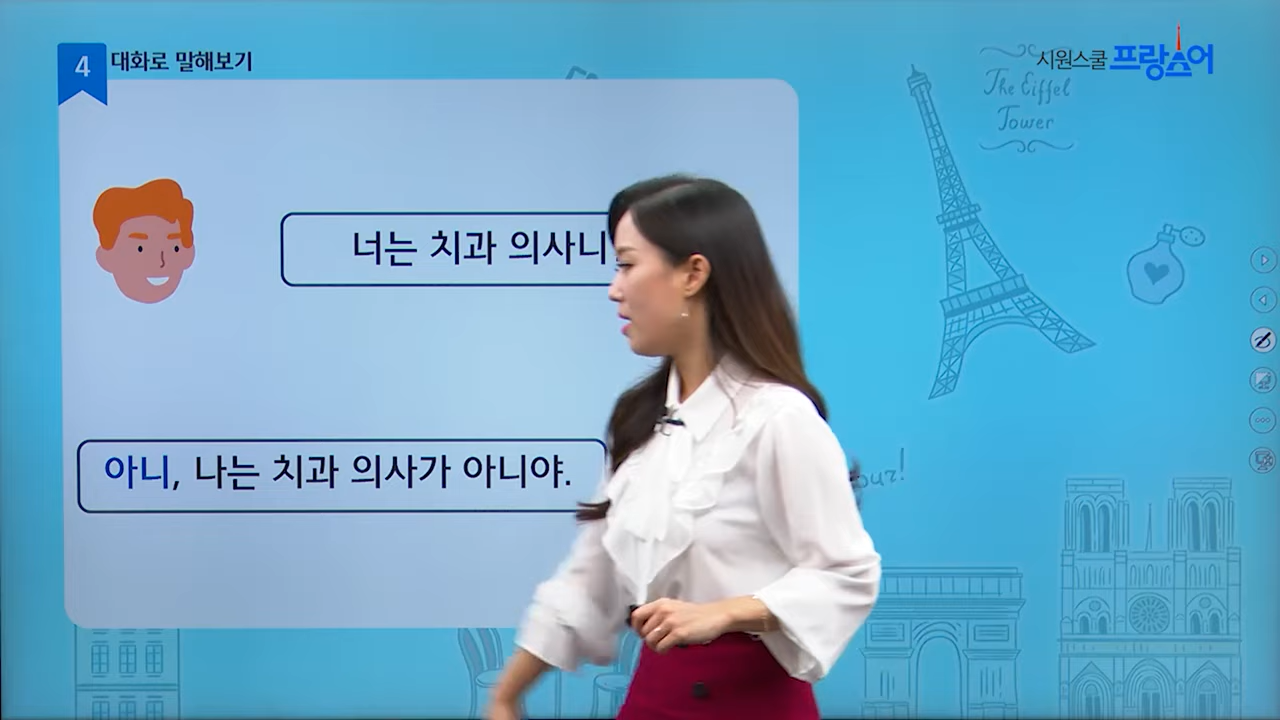 4
대화로 말해보기
시원스쿨 프랑스어
The Eiffel
Tower
너는 치과 의사니
아니, 나는 치과 의사가 아니야.